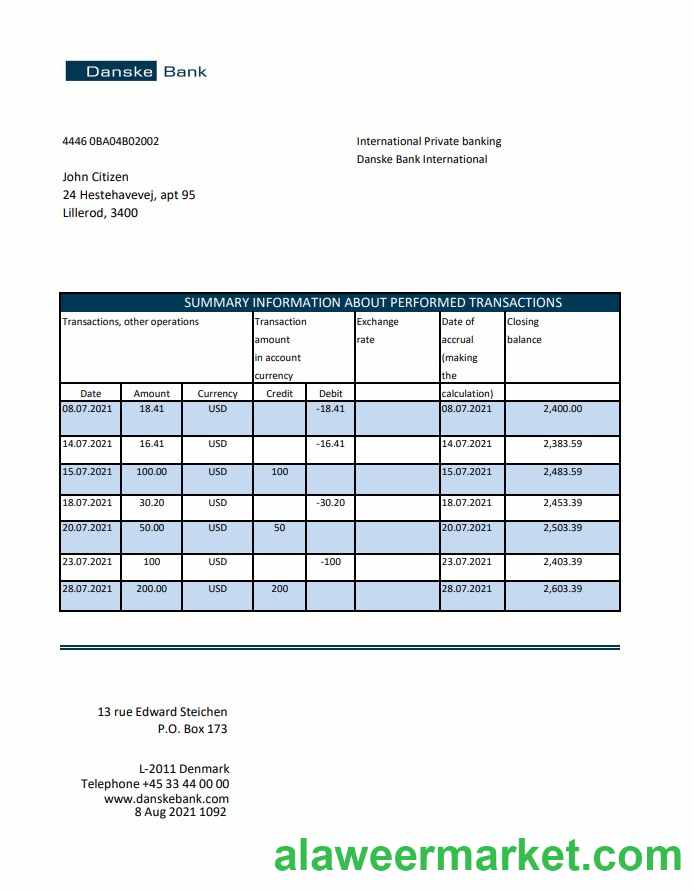 Danske Bank
4446 0BA04B02002
International Private banking
Danske Bank International
John Citizen
24 Hestehavevej, apt 95
Lillerod, 3400
SUMMARY INFORMATION ABOUT PERFORMED TRANSACTIONS
Transactions, other operations
Transaction
amount
in account
currency
Exchange
rate
Date of
accrual
(making
the
calculation)
Closing
balance
Date Amount Currency Credit Debit
08.07.2021 18.41 USD -18.41 08.07.2021 2,400.00
14.07.2021 16.41 USD -16.41 14.07.2021 2,383.59
15.07.2021 100.00 USD 100 15.07.2021 2,483.59
18.07.2021 30.20 USD -30.20 18.07.2021 2,453.39
20.07.2021 50.00 USD 50 20.07.2021 2,503.39
23.07.2021 100 USD -100 23.07.2021 2,403.39
28.07.2021 200.00 USD 200 28.07.2021 2,603.39
13 rue Edward Steichen
P.O. Box 173
L-2011 Denmark
Telephone +45 33 44 00 00
www.danskebank.com
8 Aug 2021 1092
alaweermarket.com